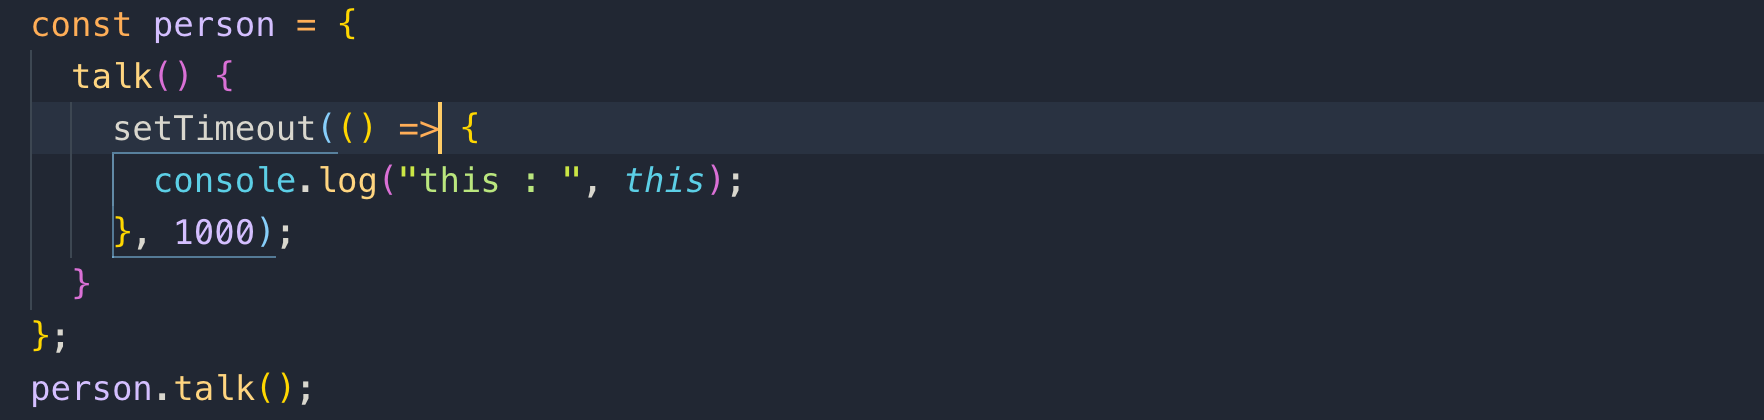 const person = {
  talk() {
    setTimeout(() => {
      console.log("this : ", this);
    }, 1000);
  }
};
person.talk();